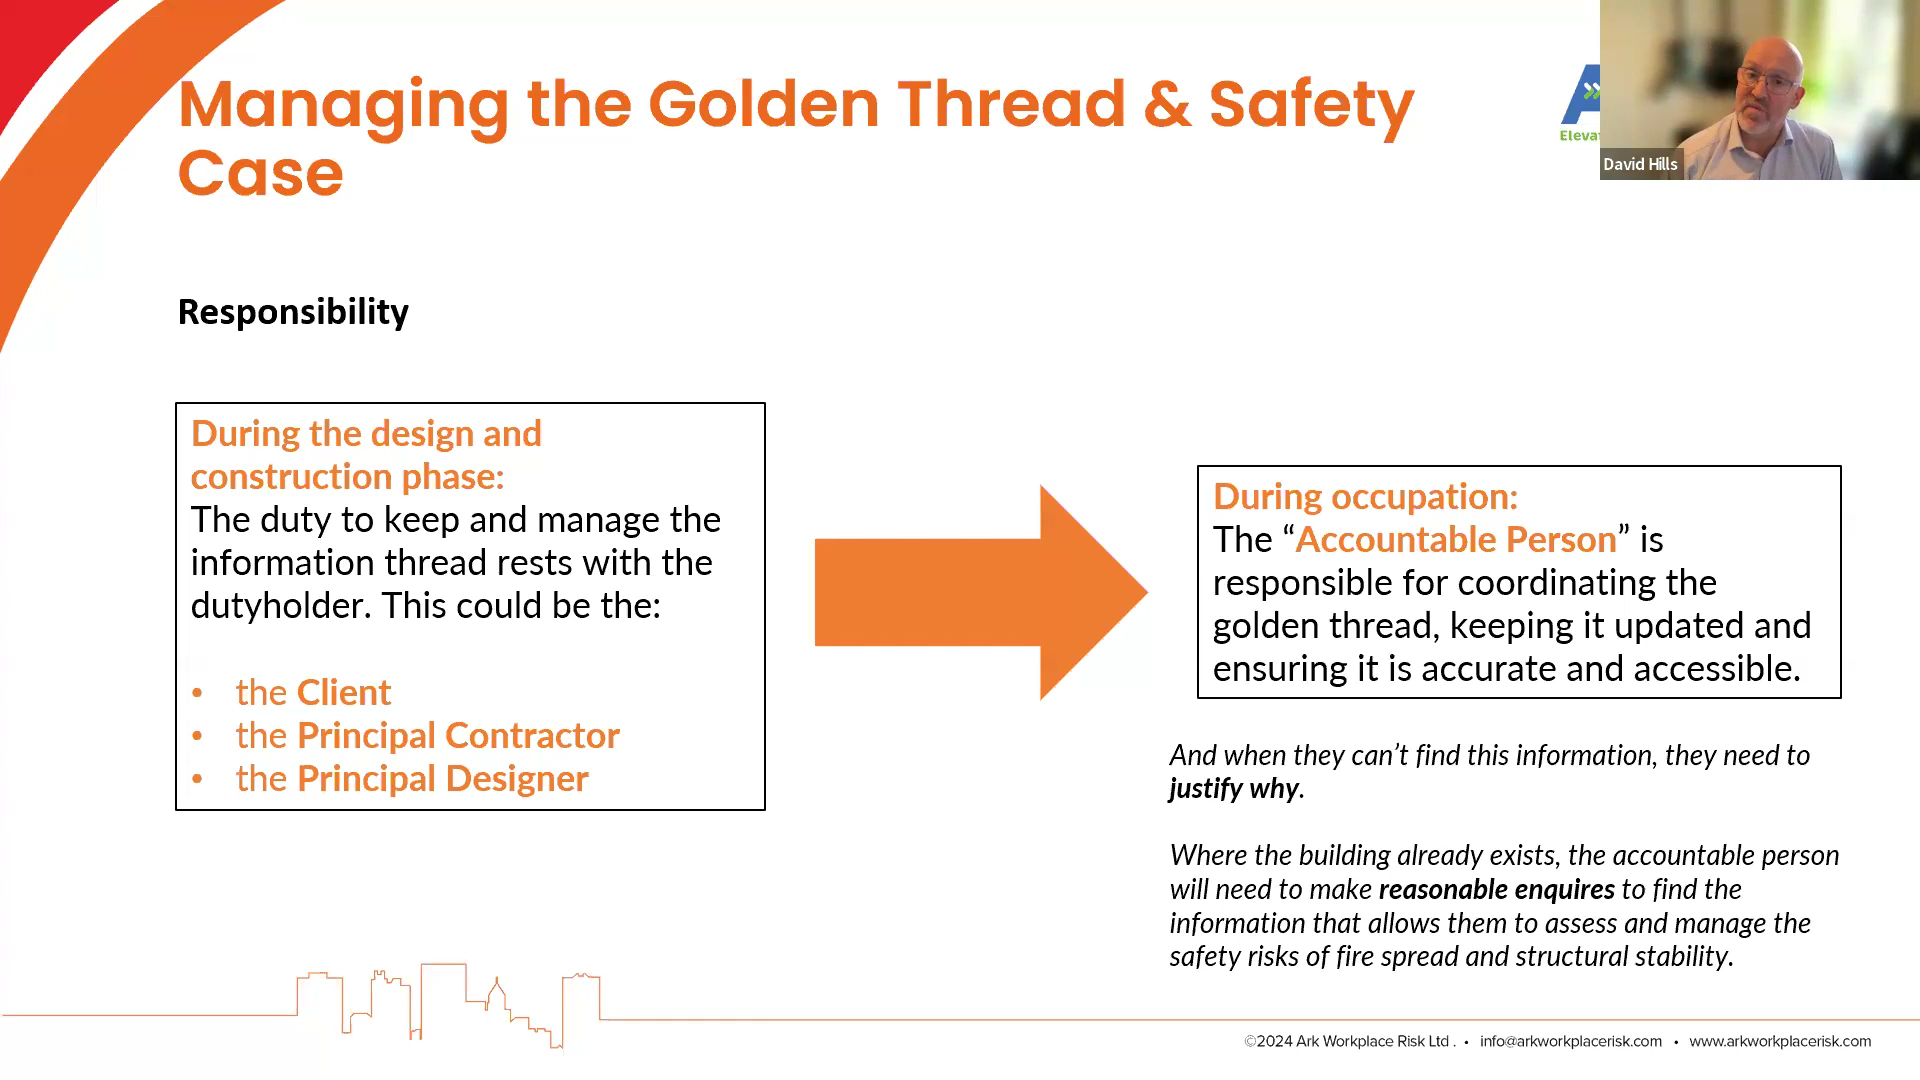 Managing the Golden Thread & Safety
Case
David Hills
Responsibility
During the design and
construction phase:
The duty to keep and manage the
information thread rests with the
dutyholder. This could be the:
• the Client
• the Principal Contractor
• the Principal Designer
During occupation:
The “Accountable Person” is
responsible for coordinating the
golden thread, keeping it updated and
ensuring it is accurate and accessible.
And when they can’t find this information, they need to
justify why.
Where the building already exists, the accountable person
will need to make reasonable enquires to find the
information that allows them to assess and manage the
safety risks of fire spread and structural stability.
©2024 Ark Workplace Risk Ltd . • info@arkworkplacerisk.com • www.arkworkplacerisk.com